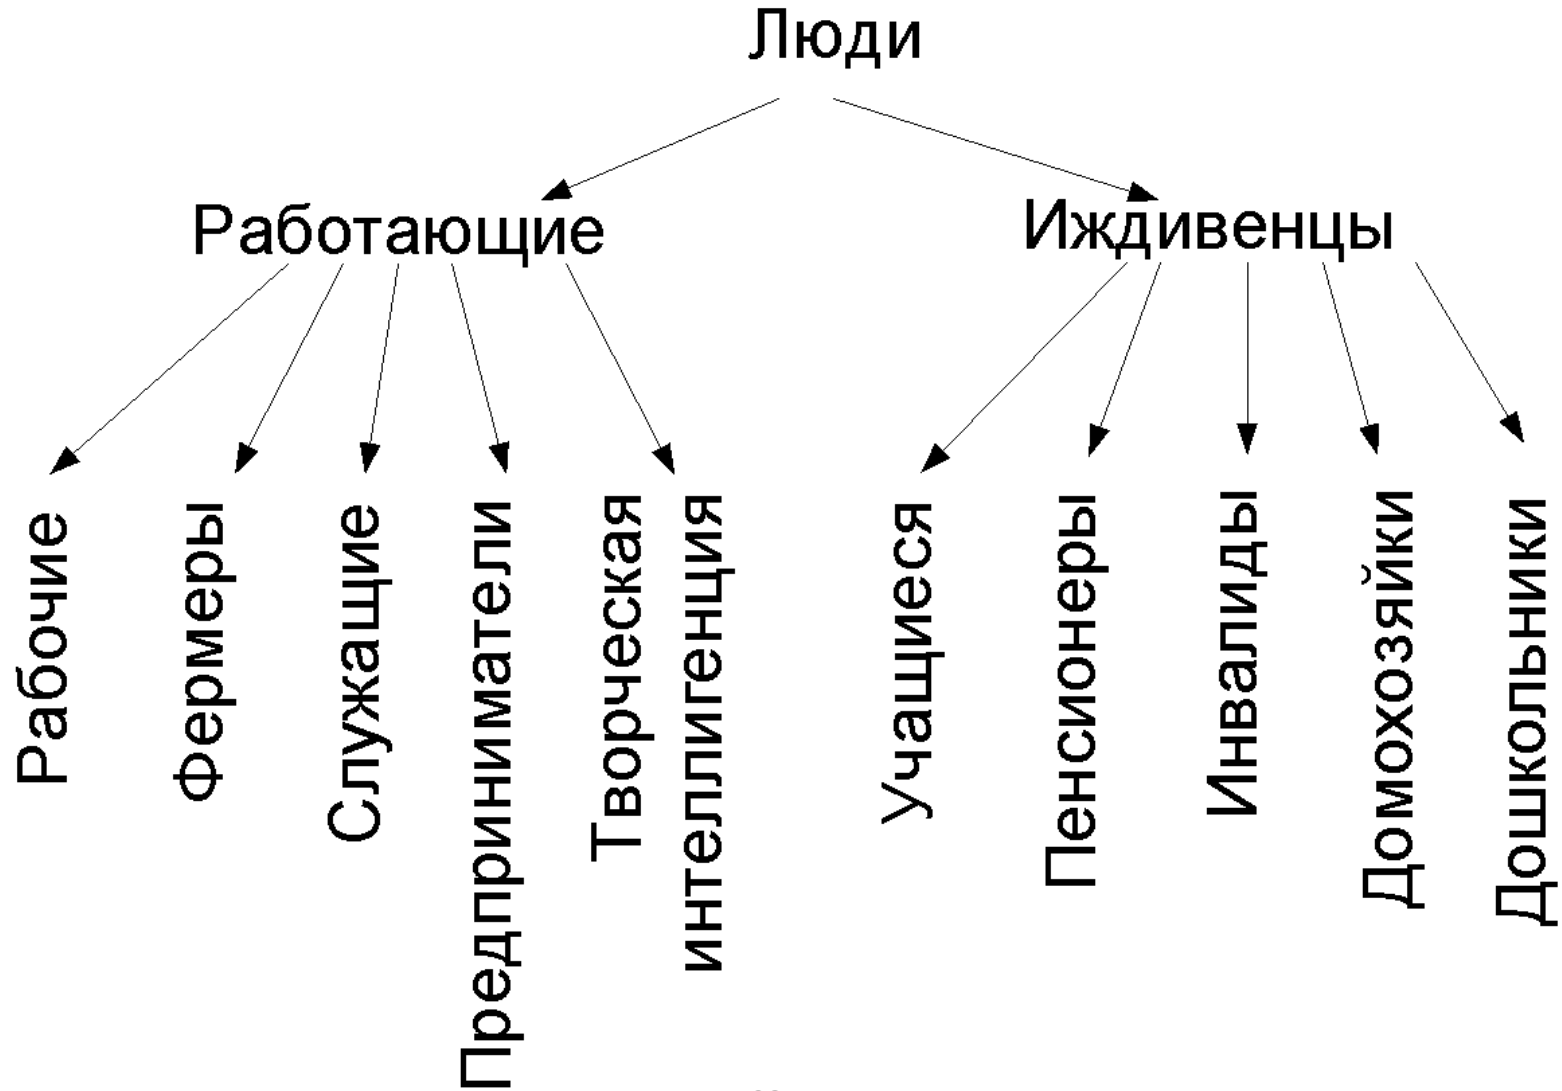 Люди
Работающие
Иждивенцы
Рабочие
Фермеры
Служащие
Предприниматели
Творческая
интеллигенция
Учащиеся
Пенсионеры
Инвалиды
Домохозяйки
Дошкольники